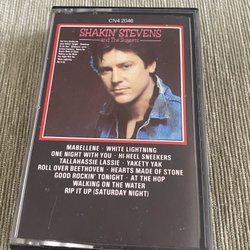 CN4 2046
SHAKIN' STEVENS
and The Sunsets
MABELLENE · WHITE LIGHTNING
ONE NIGHT WITH YOU · HI-HEEL SNEEKERS
TALLAHASSIE LASSIE · YAKETY YAK
ROLL OVER BEETHOVEN · HEARTS MADE OF STONE
GOOD ROCKIN' TONIGHT · AT THE HOP
WALKING ON THE WATER
RIP IT UP (SATURDAY NIGHT)